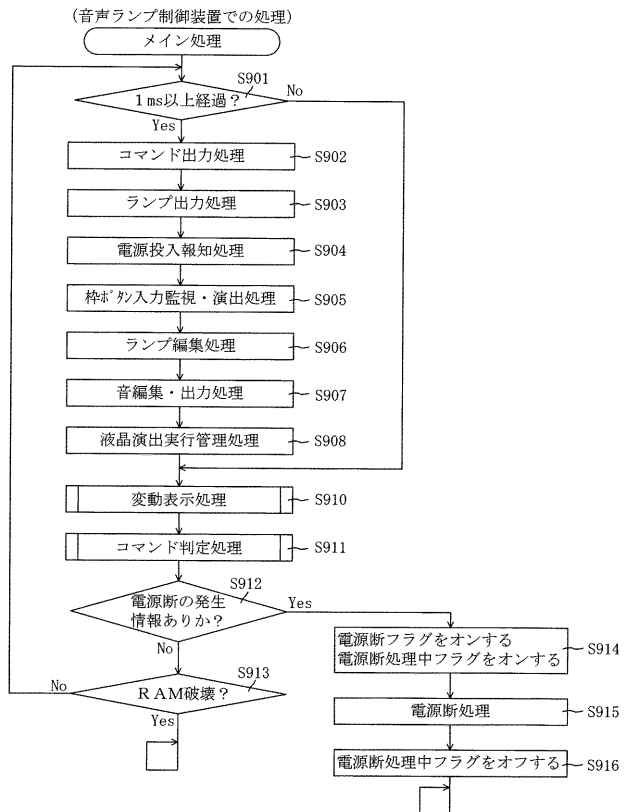 (音声ランプ制御装置での処理)
メイン処理
S901
1ms以上経過?
No
Yes
コマンド出力処理
S902
ランプ出力処理
S903
電源投入報知処理
S904
枠ﾎﾞﾀﾝ入力監視・演出処理
S905
ランプ編集処理
S906
音編集・出力処理
S907
液晶演出実行管理処理
S908
変動表示処理
S910
コマンド判定処理
S911
S912
電源断の発生
情報ありか?
Yes
No
電源断フラグをオンする
電源断処理中フラグをオンする
S914
S913
RAM破壊?
No
Yes
電源断処理
S915
電源断処理中フラグをオフする
S916